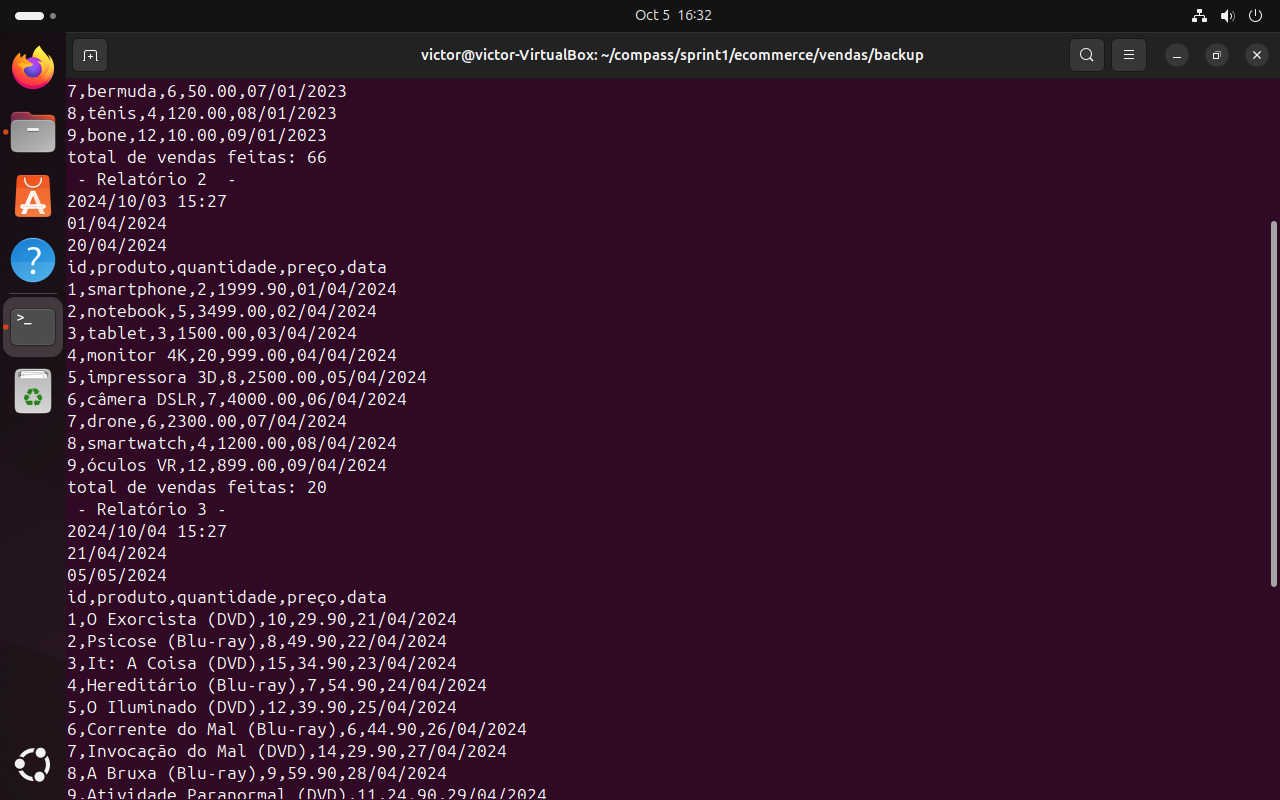 Oct 5 16:32
victor@victor-VirtualBox: ~/compass/sprint1/ecommerce/vendas/backup
7,bermuda,6,50.00,07/01/2023
8,tênis,4,120.00,08/01/2023
9,bone,12,10.00,09/01/2023
total de vendas feitas: 66
- Relatório 2  -
2024/10/03 15:27
01/04/2024
20/04/2024
id,produto,quantidade,preço,data
1,smartphone,2,1999.90,01/04/2024
2,notebook,5,3499.00,02/04/2024
3,tablet,3,1500.00,03/04/2024
4,monitor 4K,20,999.00,04/04/2024
5,impressora 3D,8,2500.00,05/04/2024
6,câmera DSLR,7,4000.00,06/04/2024
7,drone,6,2300.00,07/04/2024
8,smartwatch,4,1200.00,08/04/2024
9,óculos VR,12,899.00,09/04/2024
total de vendas feitas: 20
- Relatório 3 -
2024/10/04 15:27
21/04/2024
05/05/2024
id,produto,quantidade,preço,data
1,O Exorcista (DVD),10,29.90,21/04/2024
2,Psicose (Blu-ray),8,49.90,22/04/2024
3,It: A Coisa (DVD),15,34.90,23/04/2024
4,Hereditário (Blu-ray),7,54.90,24/04/2024
5,O Iluminado (DVD),12,39.90,25/04/2024
6,Corrente do Mal (Blu-ray),6,44.90,26/04/2024
7,Invocação do Mal (DVD),14,29.90,27/04/2024
8,A Bruxa (Blu-ray),9,59.90,28/04/2024
9,Atividade Paranormal (DVD),11,24.90,29/04/2024